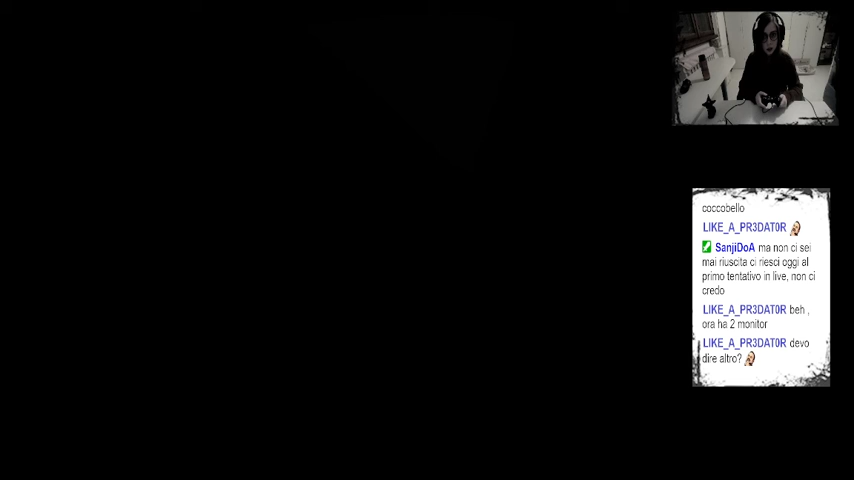 coccobello
LIKE_A_PR3DAT0R
SanjiDoA ma non ci sei
mai riuscita ci riesci oggi al
primo tentativo in live, non ci
credo
LIKE_A_PR3DAT0R beh ,
ora ha 2 monitor
LIKE_A_PR3DAT0R devo
dire altro?